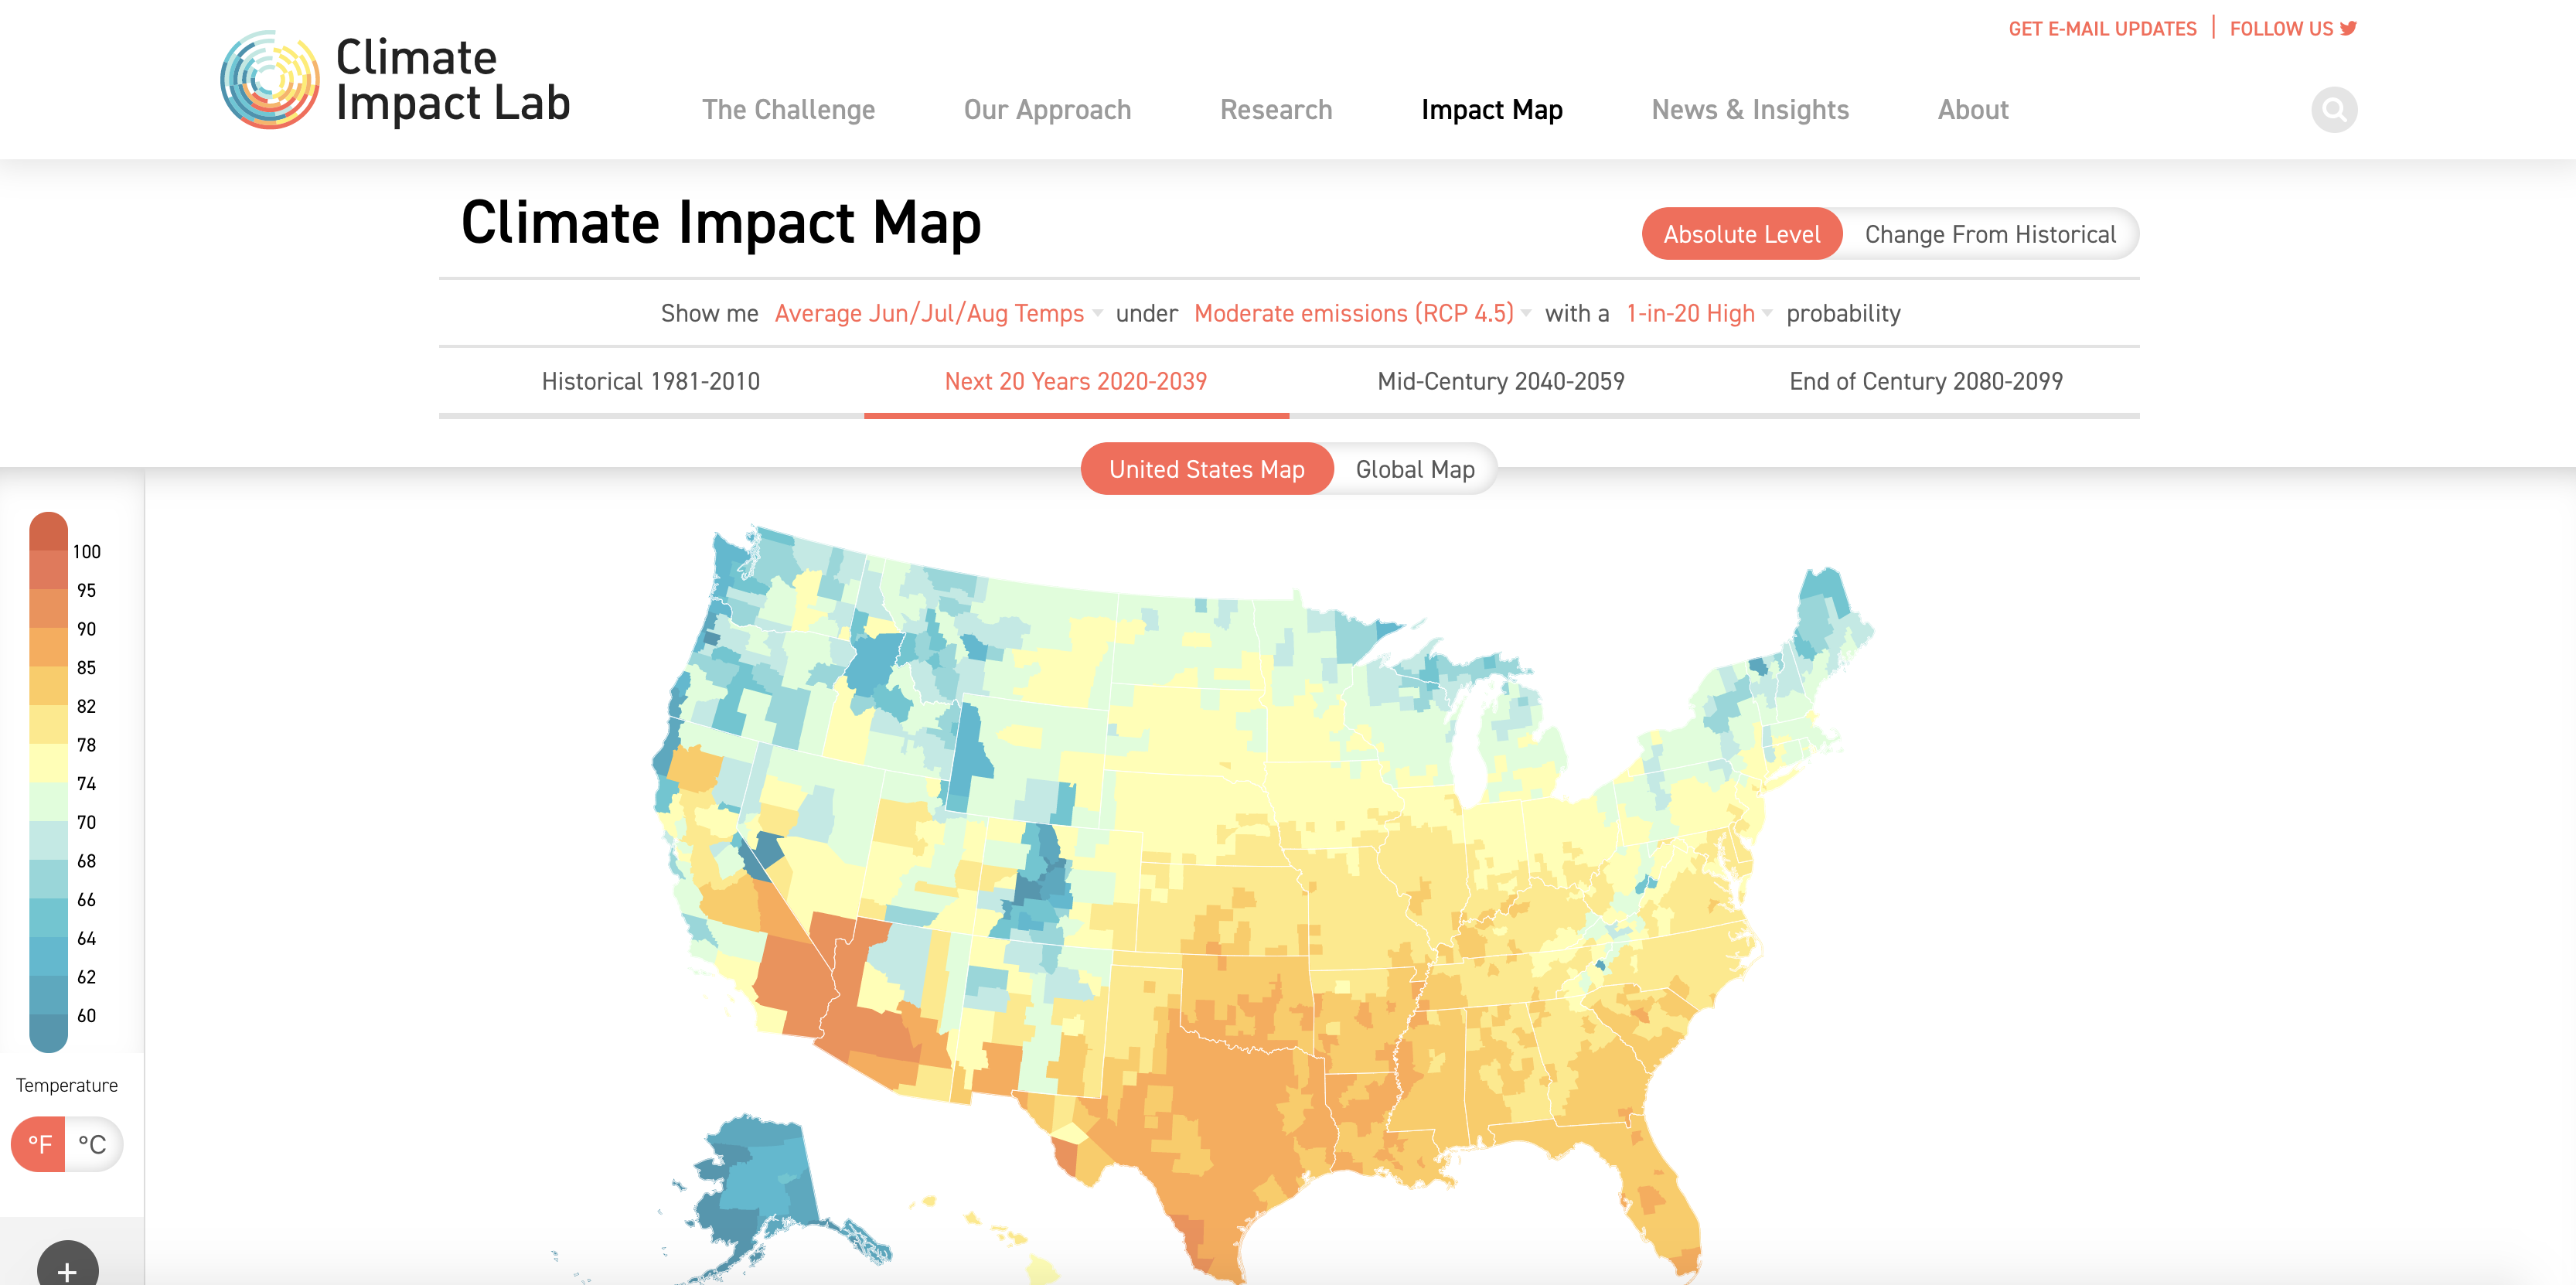 GET E-MAIL UPDATES | FOLLOW US
Climate
Impact Lab
The Challenge Our Approach Research Impact Map News & Insights About
Climate Impact Map
Absolute Level Change From Historical
Show me Average Jun/Jul/Aug Temps under Moderate emissions (RCP 4.5) with a 1-in-20 High probability
Historical 1981-2010 Next 20 Years 2020-2039 Mid-Century 2040-2059 End of Century 2080-2099
United States Map Global Map
100
95
90
85
82
78
74
70
68
66
64
62
60
Temperature
°F °C
+